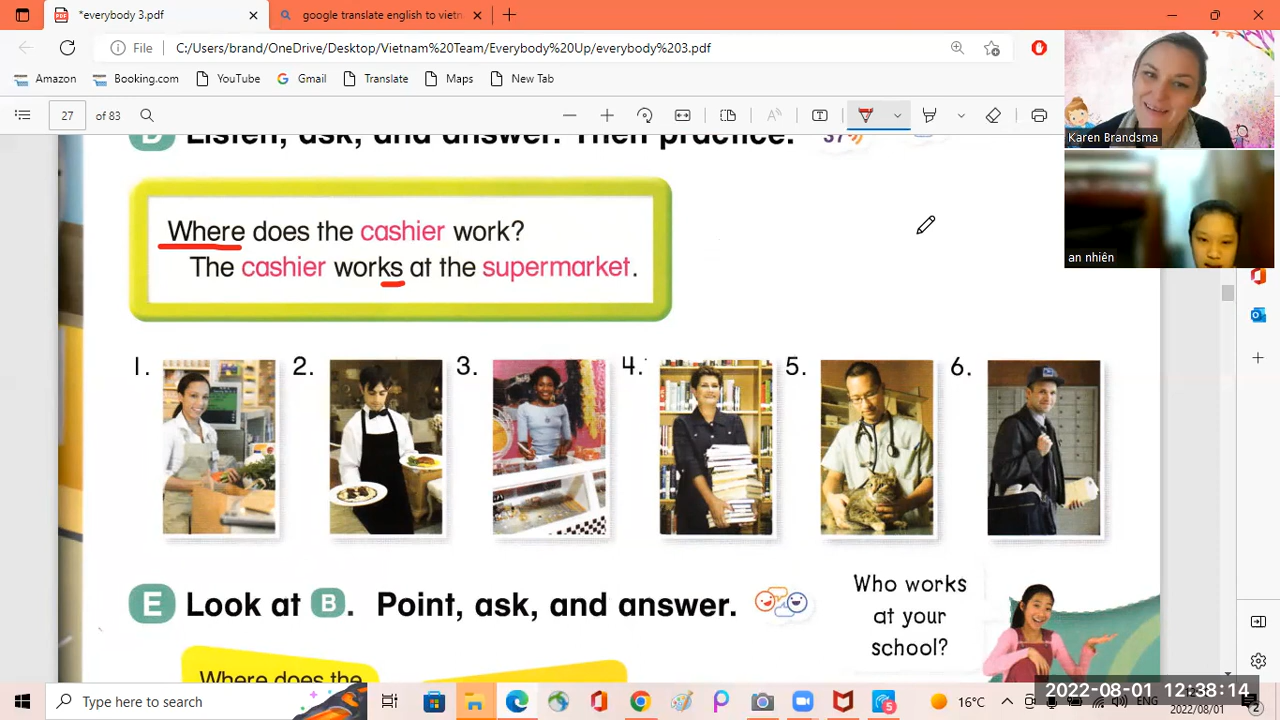 *everybody 3.pdf
google translate english to vietn
File
C:/Users/brand/OneDrive/Desktop/Vietnam%20Team/Everybody%20Up/everybody%203.pdf
Amazon
Booking.com
YouTube
Gmail
Translate
Maps
New Tab
27 of 83
Karen Brandsma
an nhiên
D Listen, ask, and answer. Then practice. 37
Where does the cashier work?
The cashier works at the supermarket.
1. 2. 3. 4. 5. 6.
E Look at B. Point, ask, and answer.
Who works
at your
school?
Where does the
Type here to search
16°C
ENG
2022-08-01 12:38:14
2022/08/01